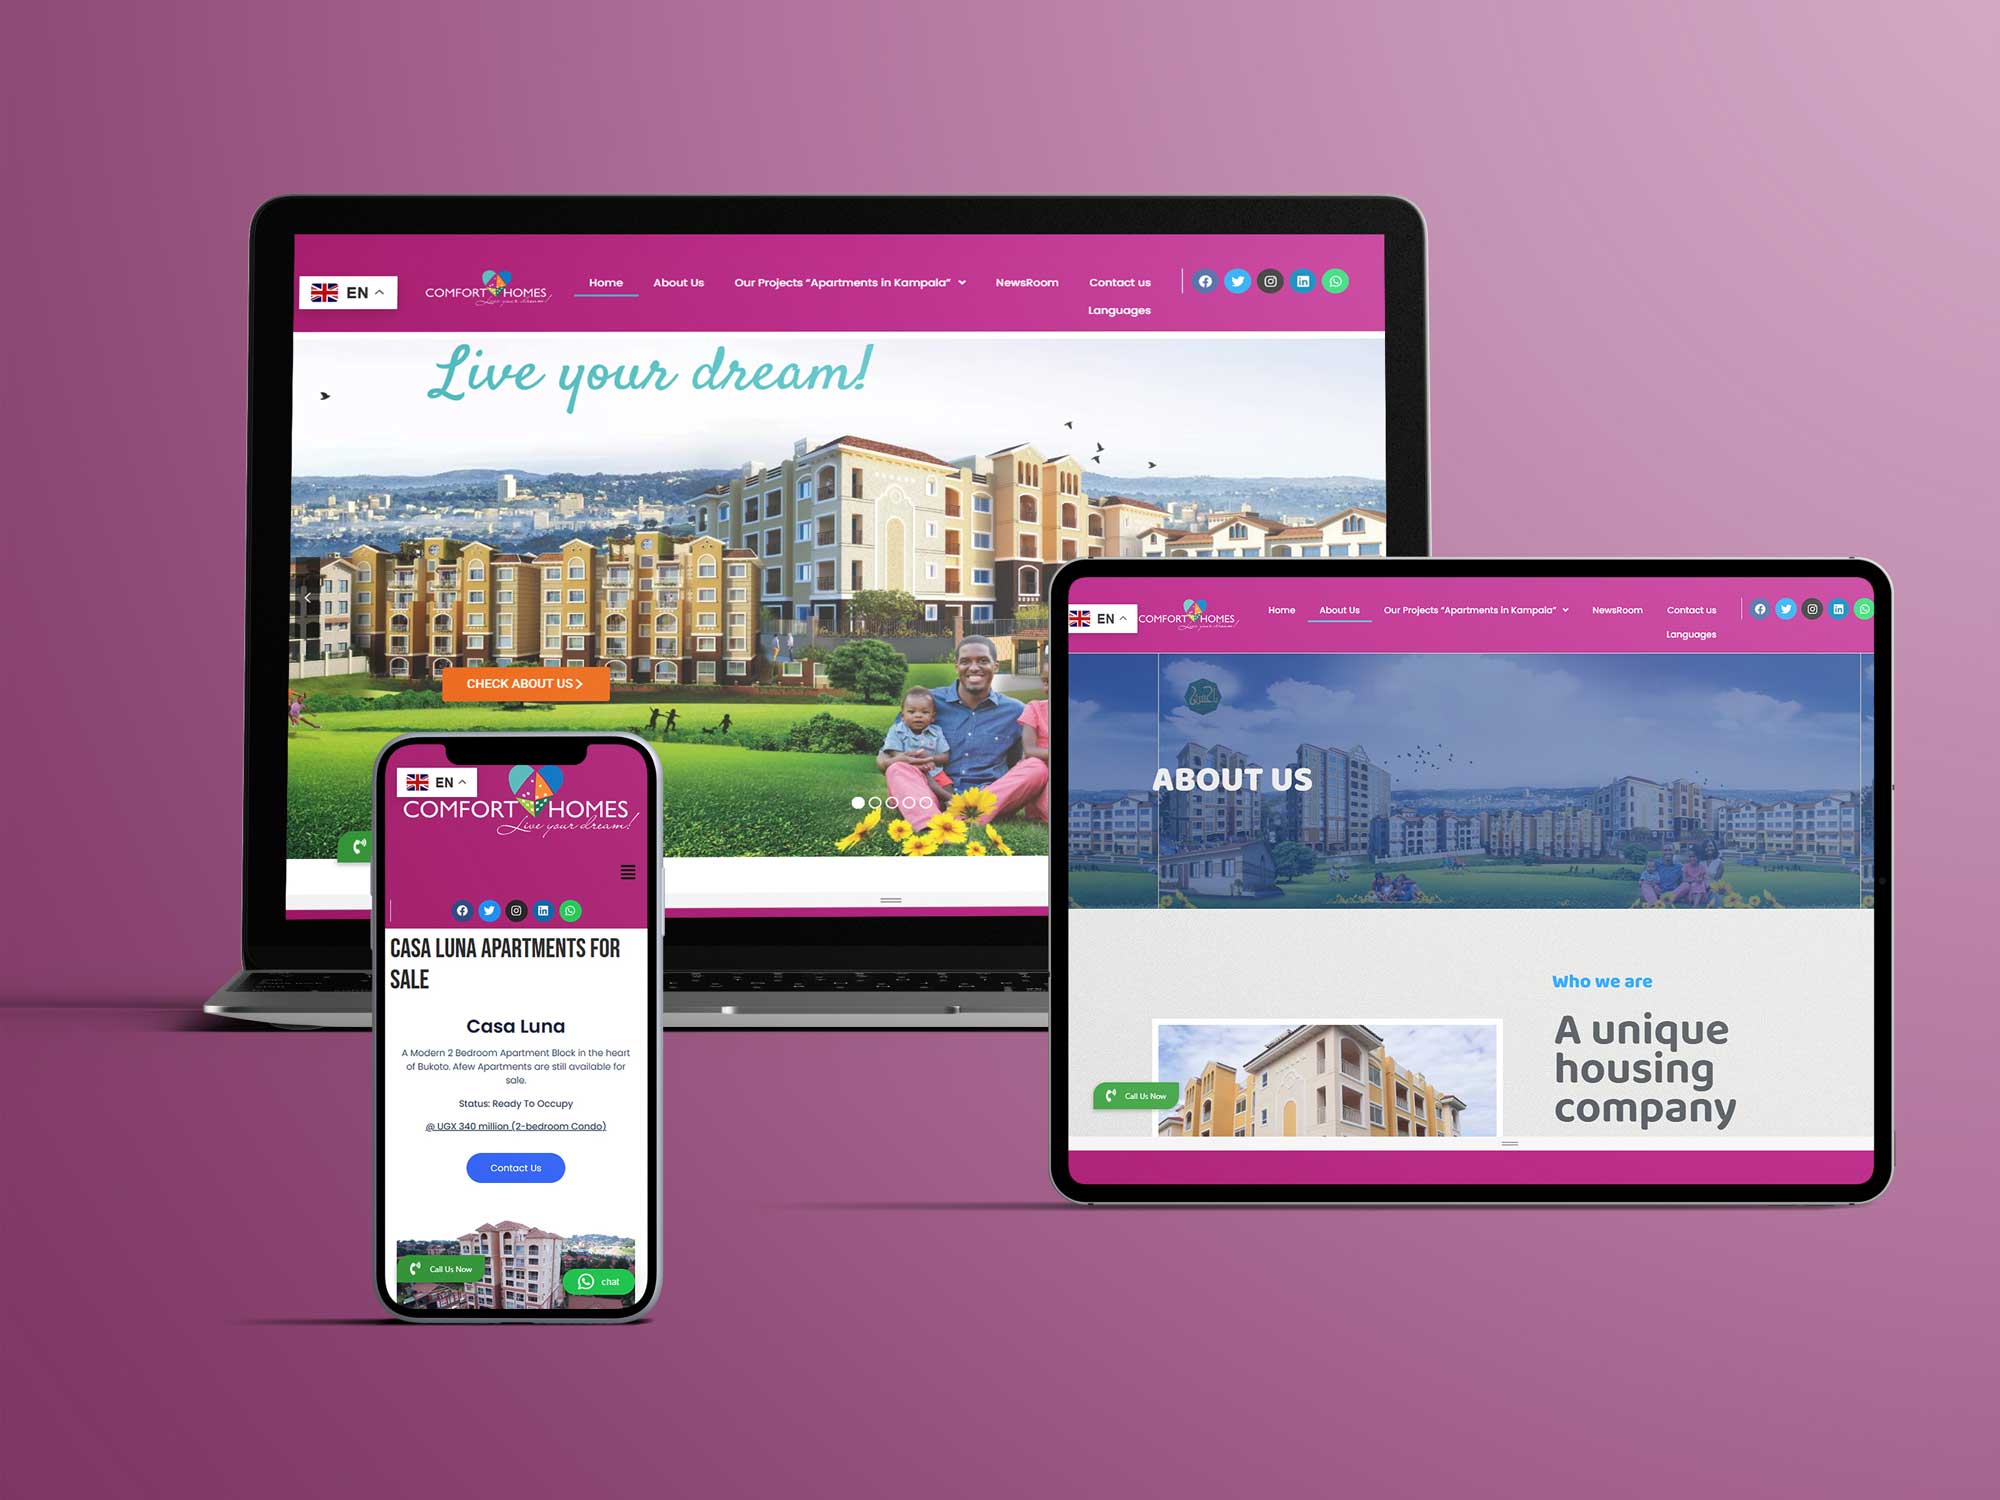 EN
COMFORT HOMES
Live your dream!
Home
About Us
Our Projects “Apartments in Kampala”
NewsRoom
Contact us
Languages
Live your dream!
CHECK ABOUT US
EN
COMFORT HOMES
Live your dream!
CASA LUNA APARTMENTS FOR
SALE
Casa Luna
A Modern 2 Bedroom Apartment Block in the heart
of Bukoto. Afew Apartments are still available for
sale.
Status: Ready To Occupy
@ UGX 340 million (2-bedroom Condo)
Contact Us
Call Us Now
chat
EN
COMFORT HOMES
Live your dream!
Home
About Us
Our Projects “Apartments in Kampala”
NewsRoom
Contact us
Languages
ABOUT US
Who we are
A unique
housing
company
Call Us Now